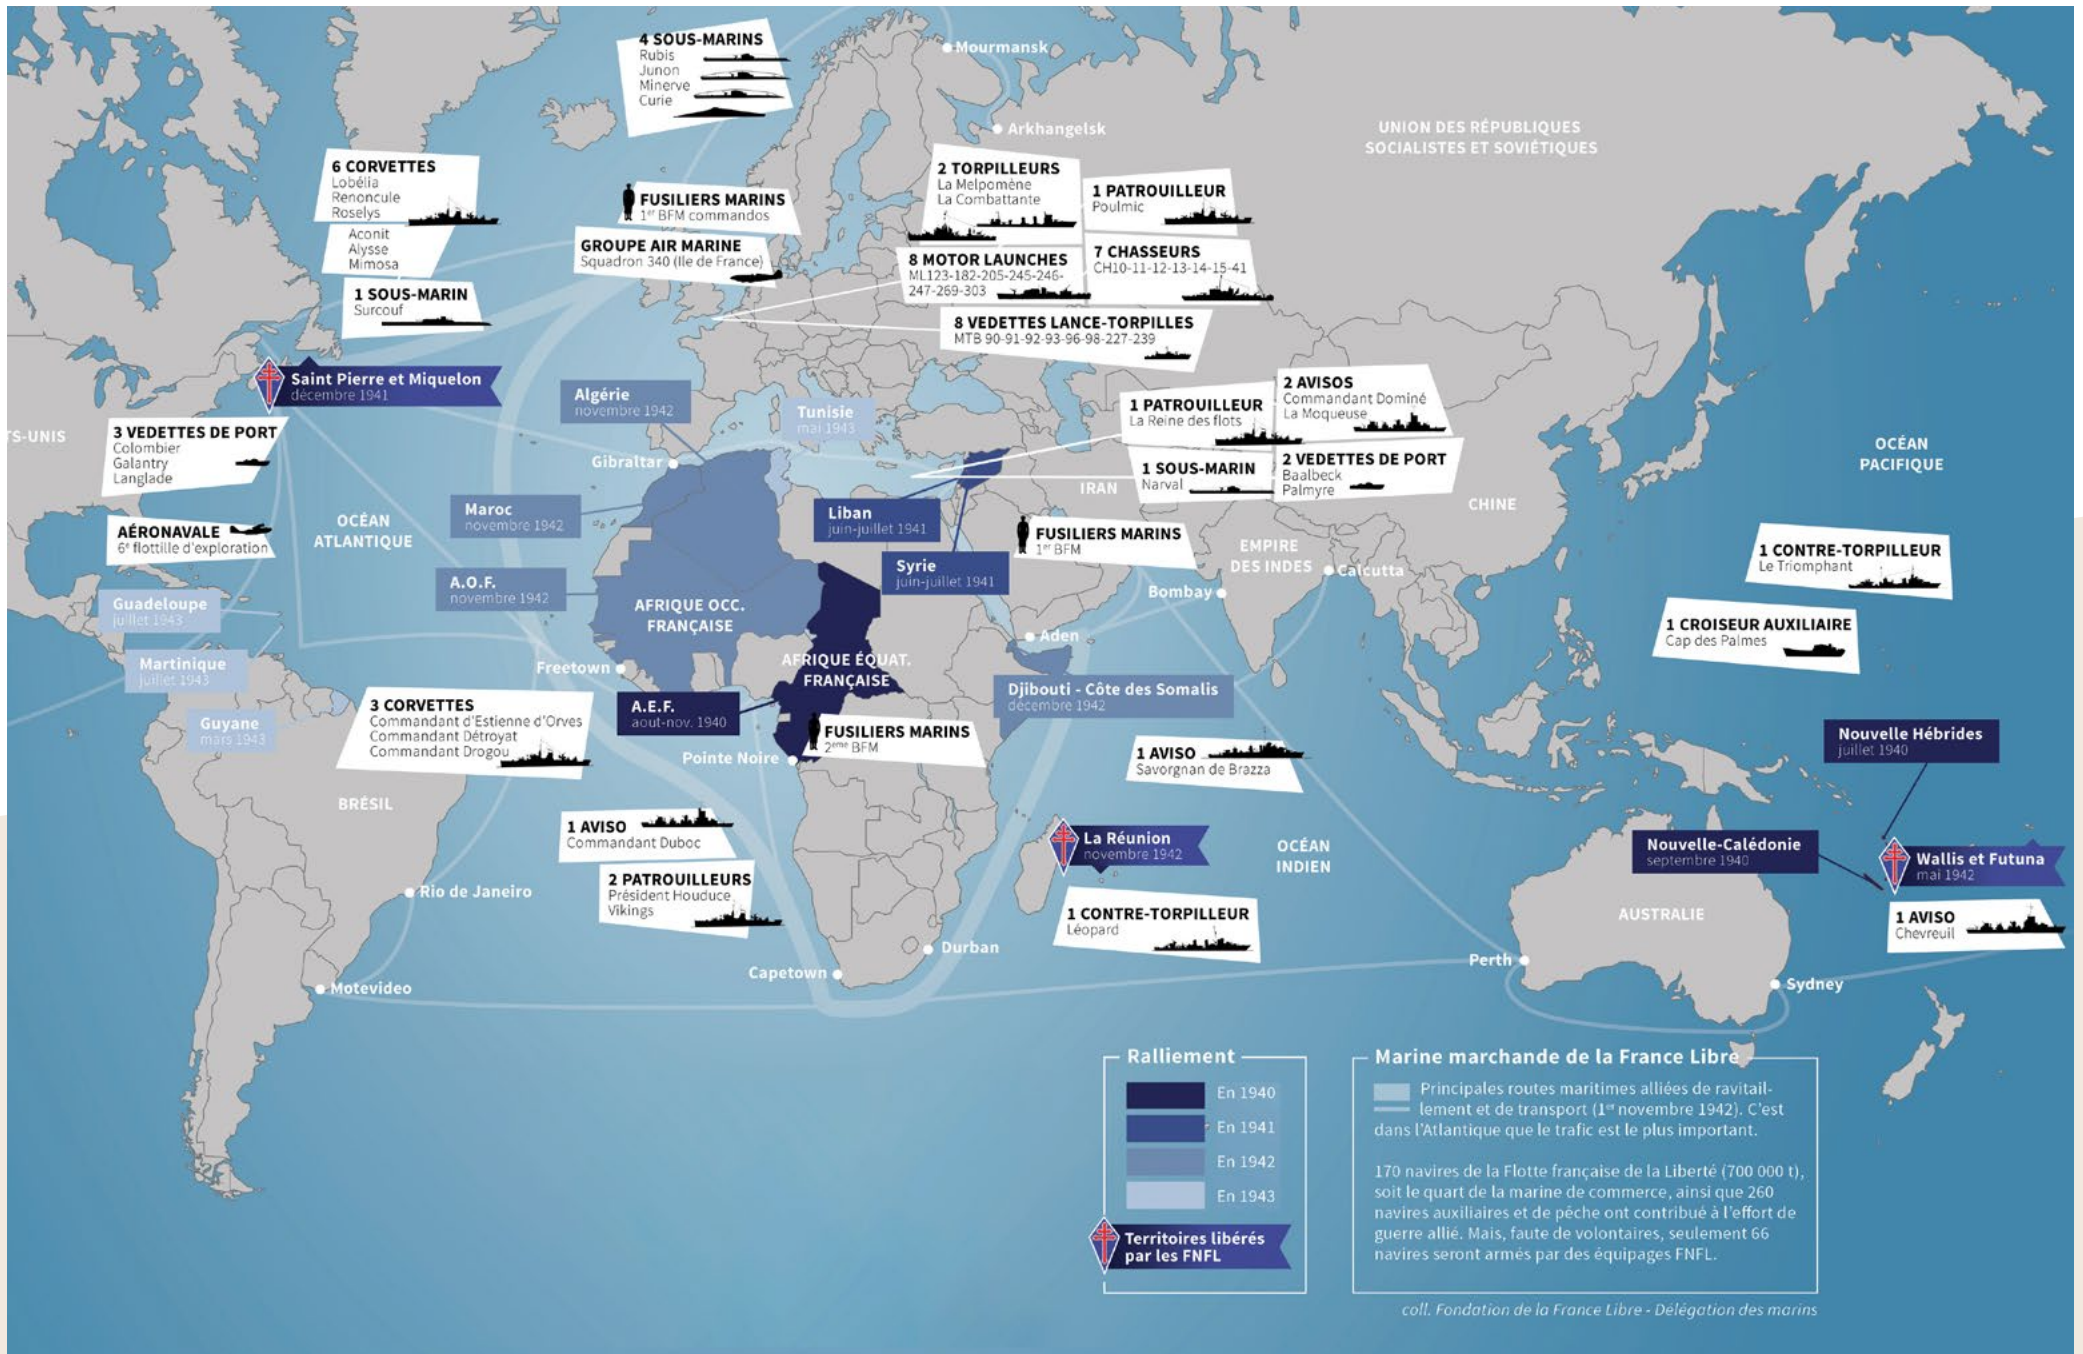 4 SOUS-MARINS
Rubis
Junon
Minerve
Curie
Mourmansk
Arkhangelsk
UNION DES RÉPUBLIQUES
SOCIALISTES ET SOVIÉTIQUES
6 CORVETTES
Lobélia
Renoncule
Roselys
Aconit
Alysse
Mimosa
1 SOUS-MARIN
Surcouf
FUSILIERS MARINS
1er BFM commandos
GROUPE AIR MARINE
Squadron 340 (Ile de France)
2 TORPILLEURS
La Melpomène
La Combattante
1 PATROUILLEUR
Poulmic
8 MOTOR LAUNCHES
ML123-182-205-245-246-
247-269-303
7 CHASSEURS
CH10-11-12-13-14-15-41
8 VEDETTES LANCE-TORPILLES
MTB 90-91-92-93-96-98-227-239
Saint Pierre et Miquelon
décembre 1941
TS-UNIS
3 VEDETTES DE PORT
Colombier
Galantry
Langlade
AÉRONAVALE
6e flottille d'exploration
OCÉAN
ATLANTIQUE
Algérie
novembre 1942
Tunisie
mai 1943
Gibraltar
Maroc
novembre 1942
A.O.F.
novembre 1942
1 PATROUILLEUR
La Reine des flots
2 AVISOS
Commandant Dominé
La Moqueuse
1 SOUS-MARIN
Narval
2 VEDETTES DE PORT
Baalbeck
Palmyre
IRAN
CHINE
OCÉAN
PACIFIQUE
Liban
juin-juillet 1941
Syrie
juin-juillet 1941
FUSILIERS MARINS
1er BFM
EMPIRE
DES INDES
Calcutta
Bombay
Aden
1 CONTRE-TORPILLEUR
Le Triomphant
1 CROISEUR AUXILIAIRE
Cap des Palmes
Guadeloupe
juillet 1943
Martinique
juillet 1943
Guyane
mars 1943
AFRIQUE OCC.
FRANÇAISE
Freetown
AFRIQUE ÉQUAT.
FRANÇAISE
A.E.F.
aout-nov. 1940
FUSILIERS MARINS
2eme BFM
Pointe Noire
Djibouti - Côte des Somalis
décembre 1942
3 CORVETTES
Commandant d'Estienne d'Orves
Commandant Détroyat
Commandant Drogou
BRÉSIL
1 AVISO
Savorgnan de Brazza
Nouvelle Hébrides
juillet 1940
1 AVISO
Commandant Duboc
2 PATROUILLEURS
Président Houduce
Vikings
La Réunion
novembre 1942
OCÉAN
INDIEN
1 CONTRE-TORPILLEUR
Léopard
Nouvelle-Calédonie
septembre 1940
Wallis et Futuna
mai 1942
1 AVISO
Chevreuil
AUSTRALIE
Rio de Janeiro
Motevideo
Capetown
Durban
Perth
Sydney
Ralliement
En 1940
En 1941
En 1942
En 1943
Territoires libérés
par les FNFL
Marine marchande de la France Libre
Principales routes maritimes alliées de ravitail-
lement et de transport (1er novembre 1942). C'est
dans l'Atlantique que le trafic est le plus important.
170 navires de la Flotte française de la Liberté (700 000 t),
soit le quart de la marine de commerce, ainsi que 260
navires auxiliaires et de pêche ont contribué à l'effort de
guerre allié. Mais, faute de volontaires, seulement 66
navires seront armés par des équipages FNFL.
coll. Fondation de la France Libre - Délégation des marins